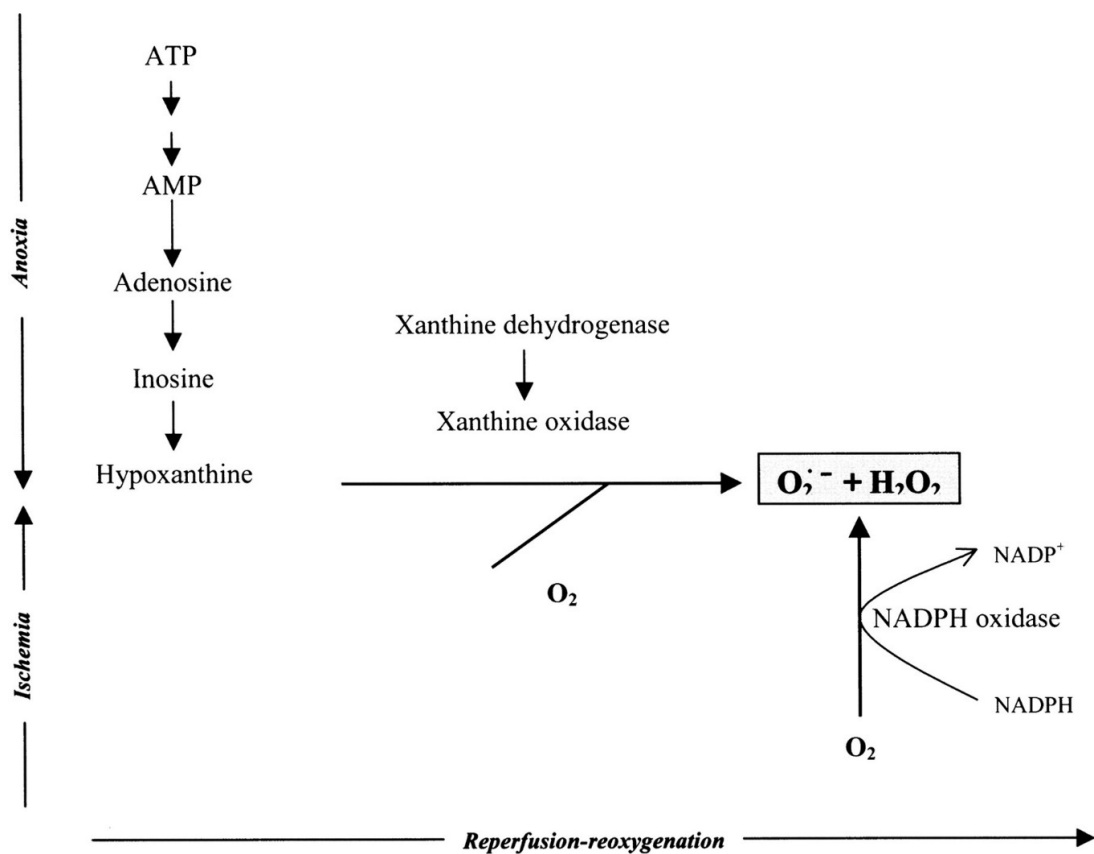 ATP
AMP
Anoxia
Adenosine
Xanthine dehydrogenase
Inosine
Xanthine oxidase
Hypoxanthine
O₂˙⁻ + H₂O₂
NADP⁺
O₂
NADPH oxidase
Ischemia
NADPH
O₂
Reperfusion-reoxygenation